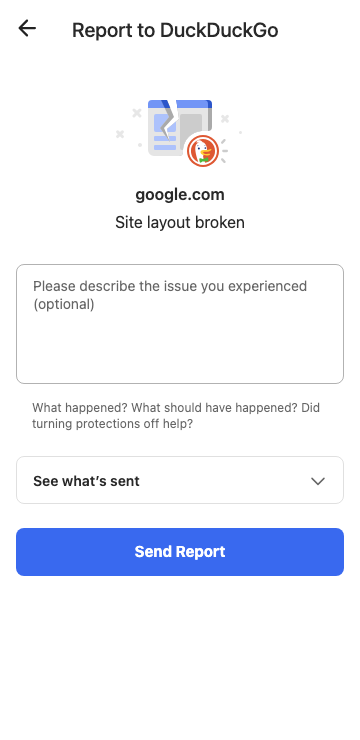 Report to DuckDuckGo
google.com
Site layout broken
Please describe the issue you experienced
(optional)
What happened? What should have happened? Did
turning protections off help?
See what's sent
Send Report